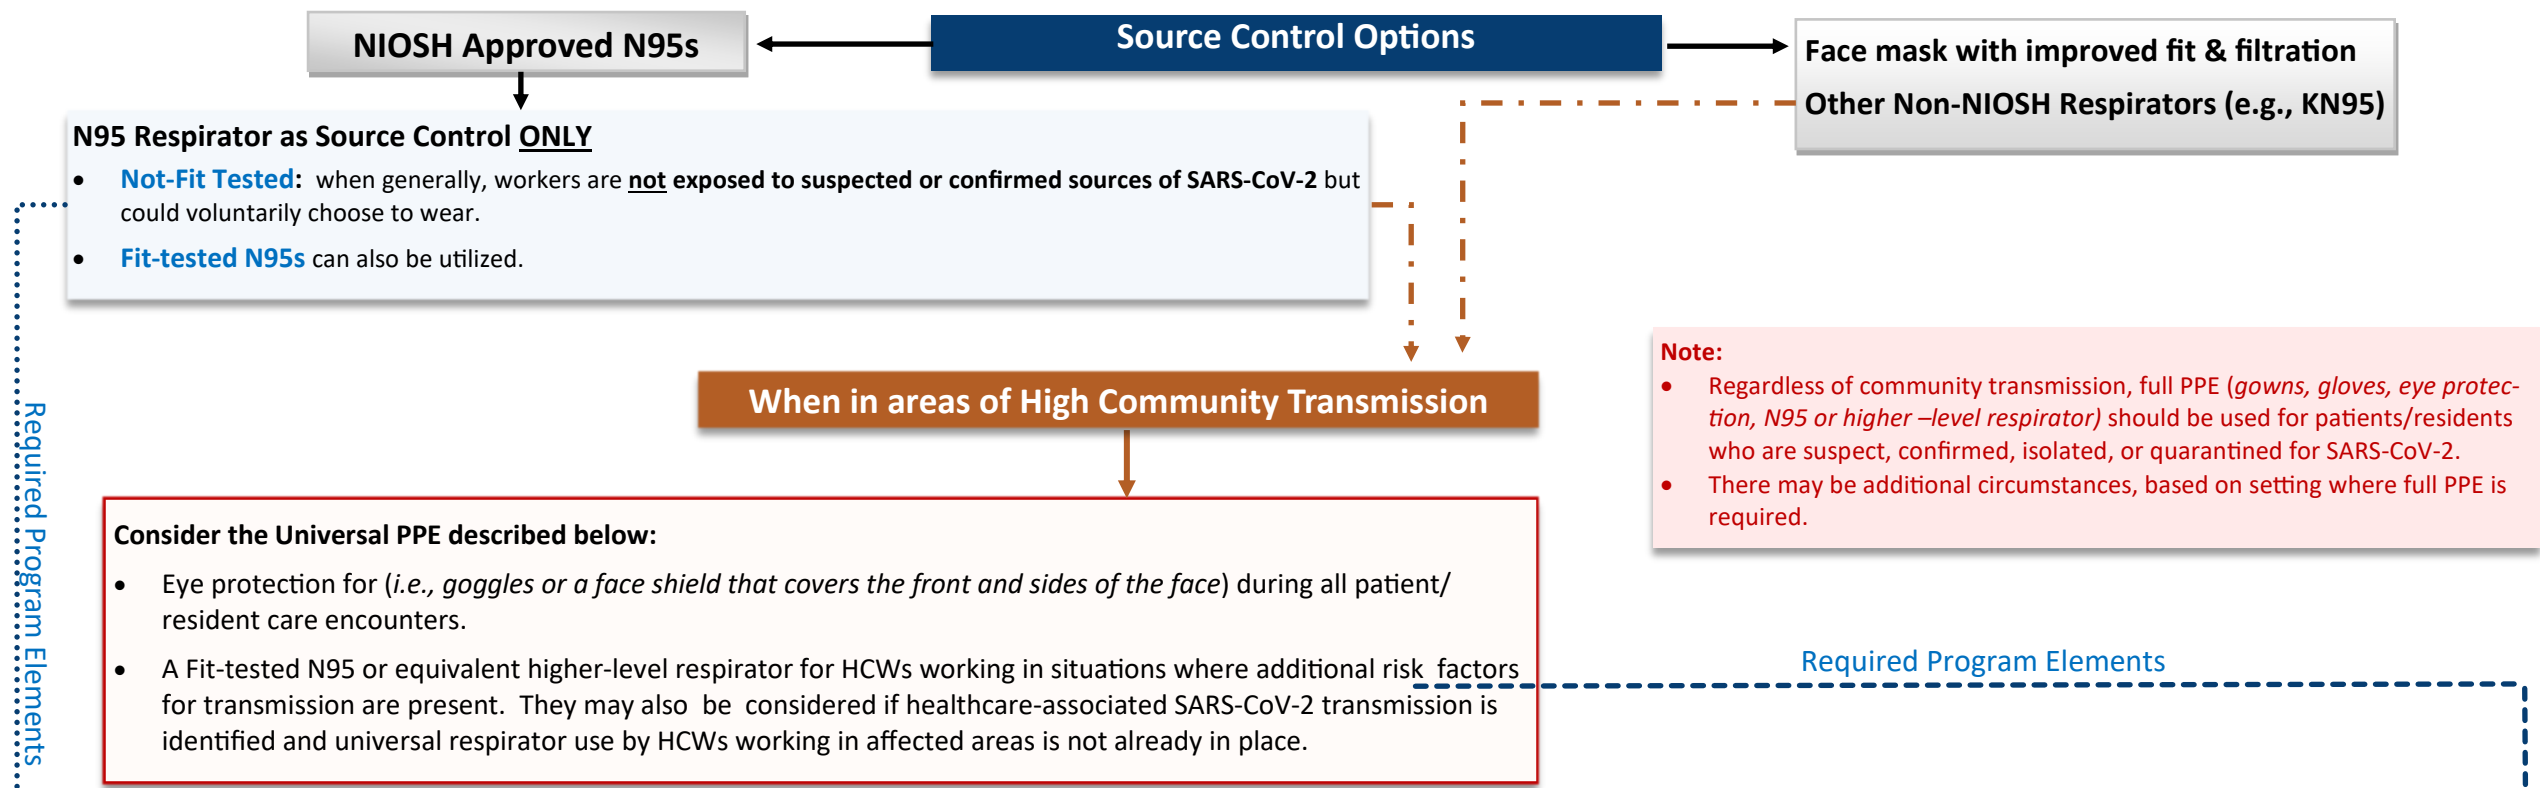 Source Control Options
NIOSH Approved N95s
Face mask with improved fit & filtration
Other Non-NIOSH Respirators (e.g., KN95)
N95 Respirator as Source Control ONLY
• Not-Fit Tested: when generally, workers are not exposed to suspected or confirmed sources of SARS-CoV-2 but
could voluntarily choose to wear.
• Fit-tested N95s can also be utilized.
Note:
• Regardless of community transmission, full PPE (gowns, gloves, eye protec-
tion, N95 or higher –level respirator) should be used for patients/residents
who are suspect, confirmed, isolated, or quarantined for SARS-CoV-2.
• There may be additional circumstances, based on setting where full PPE is
required.
When in areas of High Community Transmission
Consider the Universal PPE described below:
• Eye protection for (i.e., goggles or a face shield that covers the front and sides of the face) during all patient/
resident care encounters.
• A Fit-tested N95 or equivalent higher-level respirator for HCWs working in situations where additional risk factors
for transmission are present. They may also be considered if healthcare-associated SARS-CoV-2 transmission is
identified and universal respirator use by HCWs working in affected areas is not already in place.
Required Program Elements
Required Program Elements